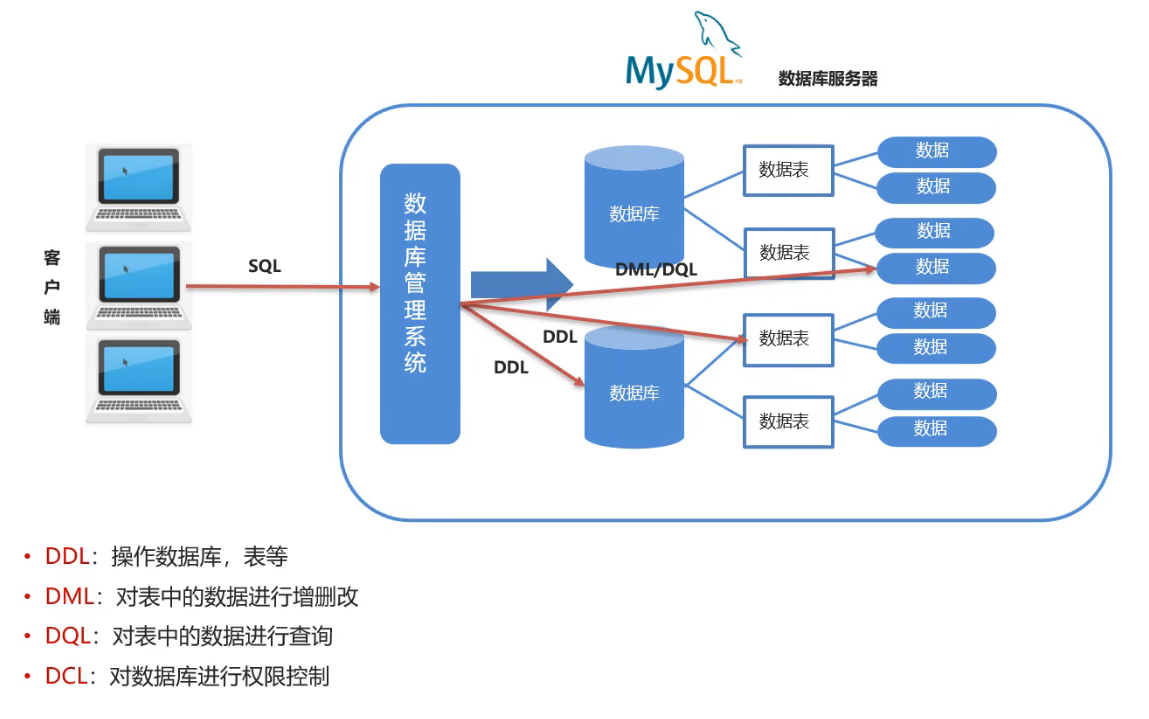 MySQL
TM
数据库服务器
客户端
SQL
数据库管理系统
DML/DQL
DDL
DDL
数据库
数据库
数据表
数据表
数据表
数据表
数据
数据
数据
数据
数据
数据
数据
数据
• DDL：操作数据库，表等
• DML：对表中的数据进行增删改
• DQL：对表中的数据进行查询
• DCL：对数据库进行权限控制